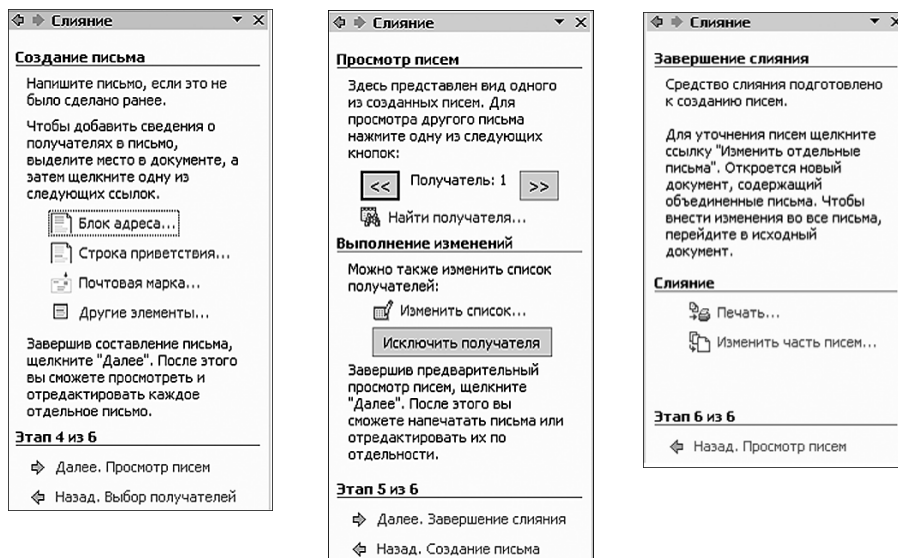 Слияние
Создание письма
Напишите письмо, если это не
было сделано ранее.
Чтобы добавить сведения о
получателях в письмо,
выделите место в документе, а
затем щелкните одну из
следующих ссылок.
Блок адреса...
Строка приветствия...
Почтовая марка...
Другие элементы...
Завершив составление письма,
щелкните "Далее". После этого
вы сможете просмотреть и
отредактировать каждое
отдельное письмо.
Этап 4 из 6
Далее. Просмотр писем
Назад. Выбор получателей
Слияние
Просмотр писем
Здесь представлен вид одного
из созданных писем. Для
просмотра другого письма
нажмите одну из следующих
кнопок:
<< Получатель: 1 >>
Найти получателя...
Выполнение изменений
Можно также изменить список
получателей:
Изменить список...
Исключить получателя
Завершив предварительный
просмотр писем, щелкните
"Далее". После этого вы
сможете напечатать письма или
отредактировать их по
отдельности.
Этап 5 из 6
Далее. Завершение слияния
Назад. Создание письма
Слияние
Завершение слияния
Средство слияния подготовлено
к созданию писем.
Для уточнения писем щелкните
ссылку "Изменить отдельные
письма". Откроется новый
документ, содержащий
объединенные письма. Чтобы
внести изменения во все письма,
перейдите в исходный
документ.
Слияние
Печать...
Изменить часть писем...
Этап 6 из 6
Назад. Просмотр писем